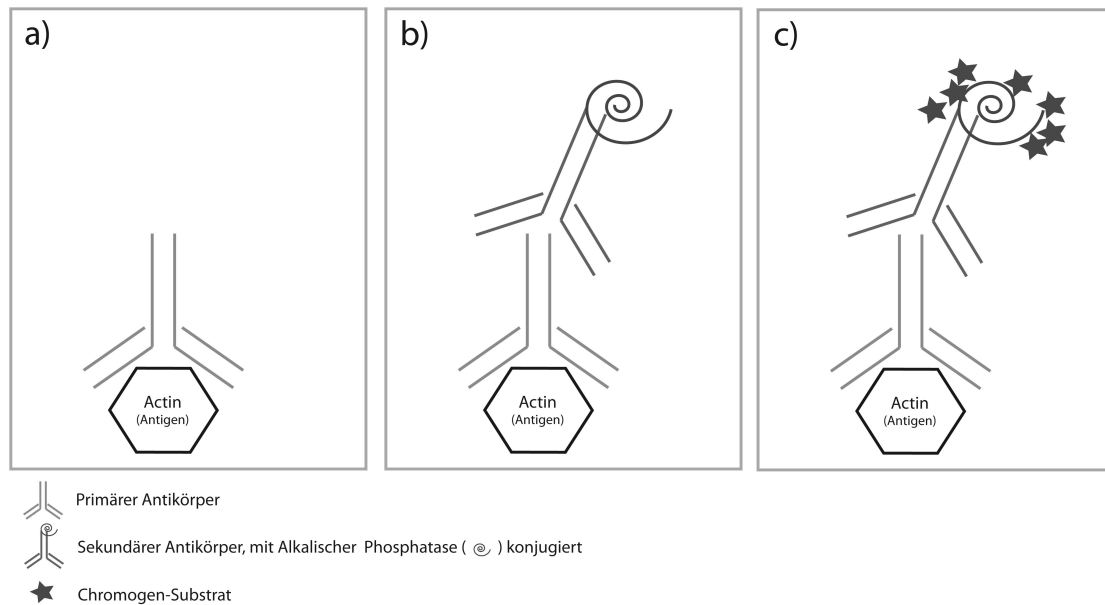 a)
b)
c)
Actin
(Antigen)
Actin
(Antigen)
Actin
(Antigen)
Primärer Antikörper
Sekundärer Antikörper, mit Alkalischer Phosphatase ( ) konjugiert
Chromogen-Substrat